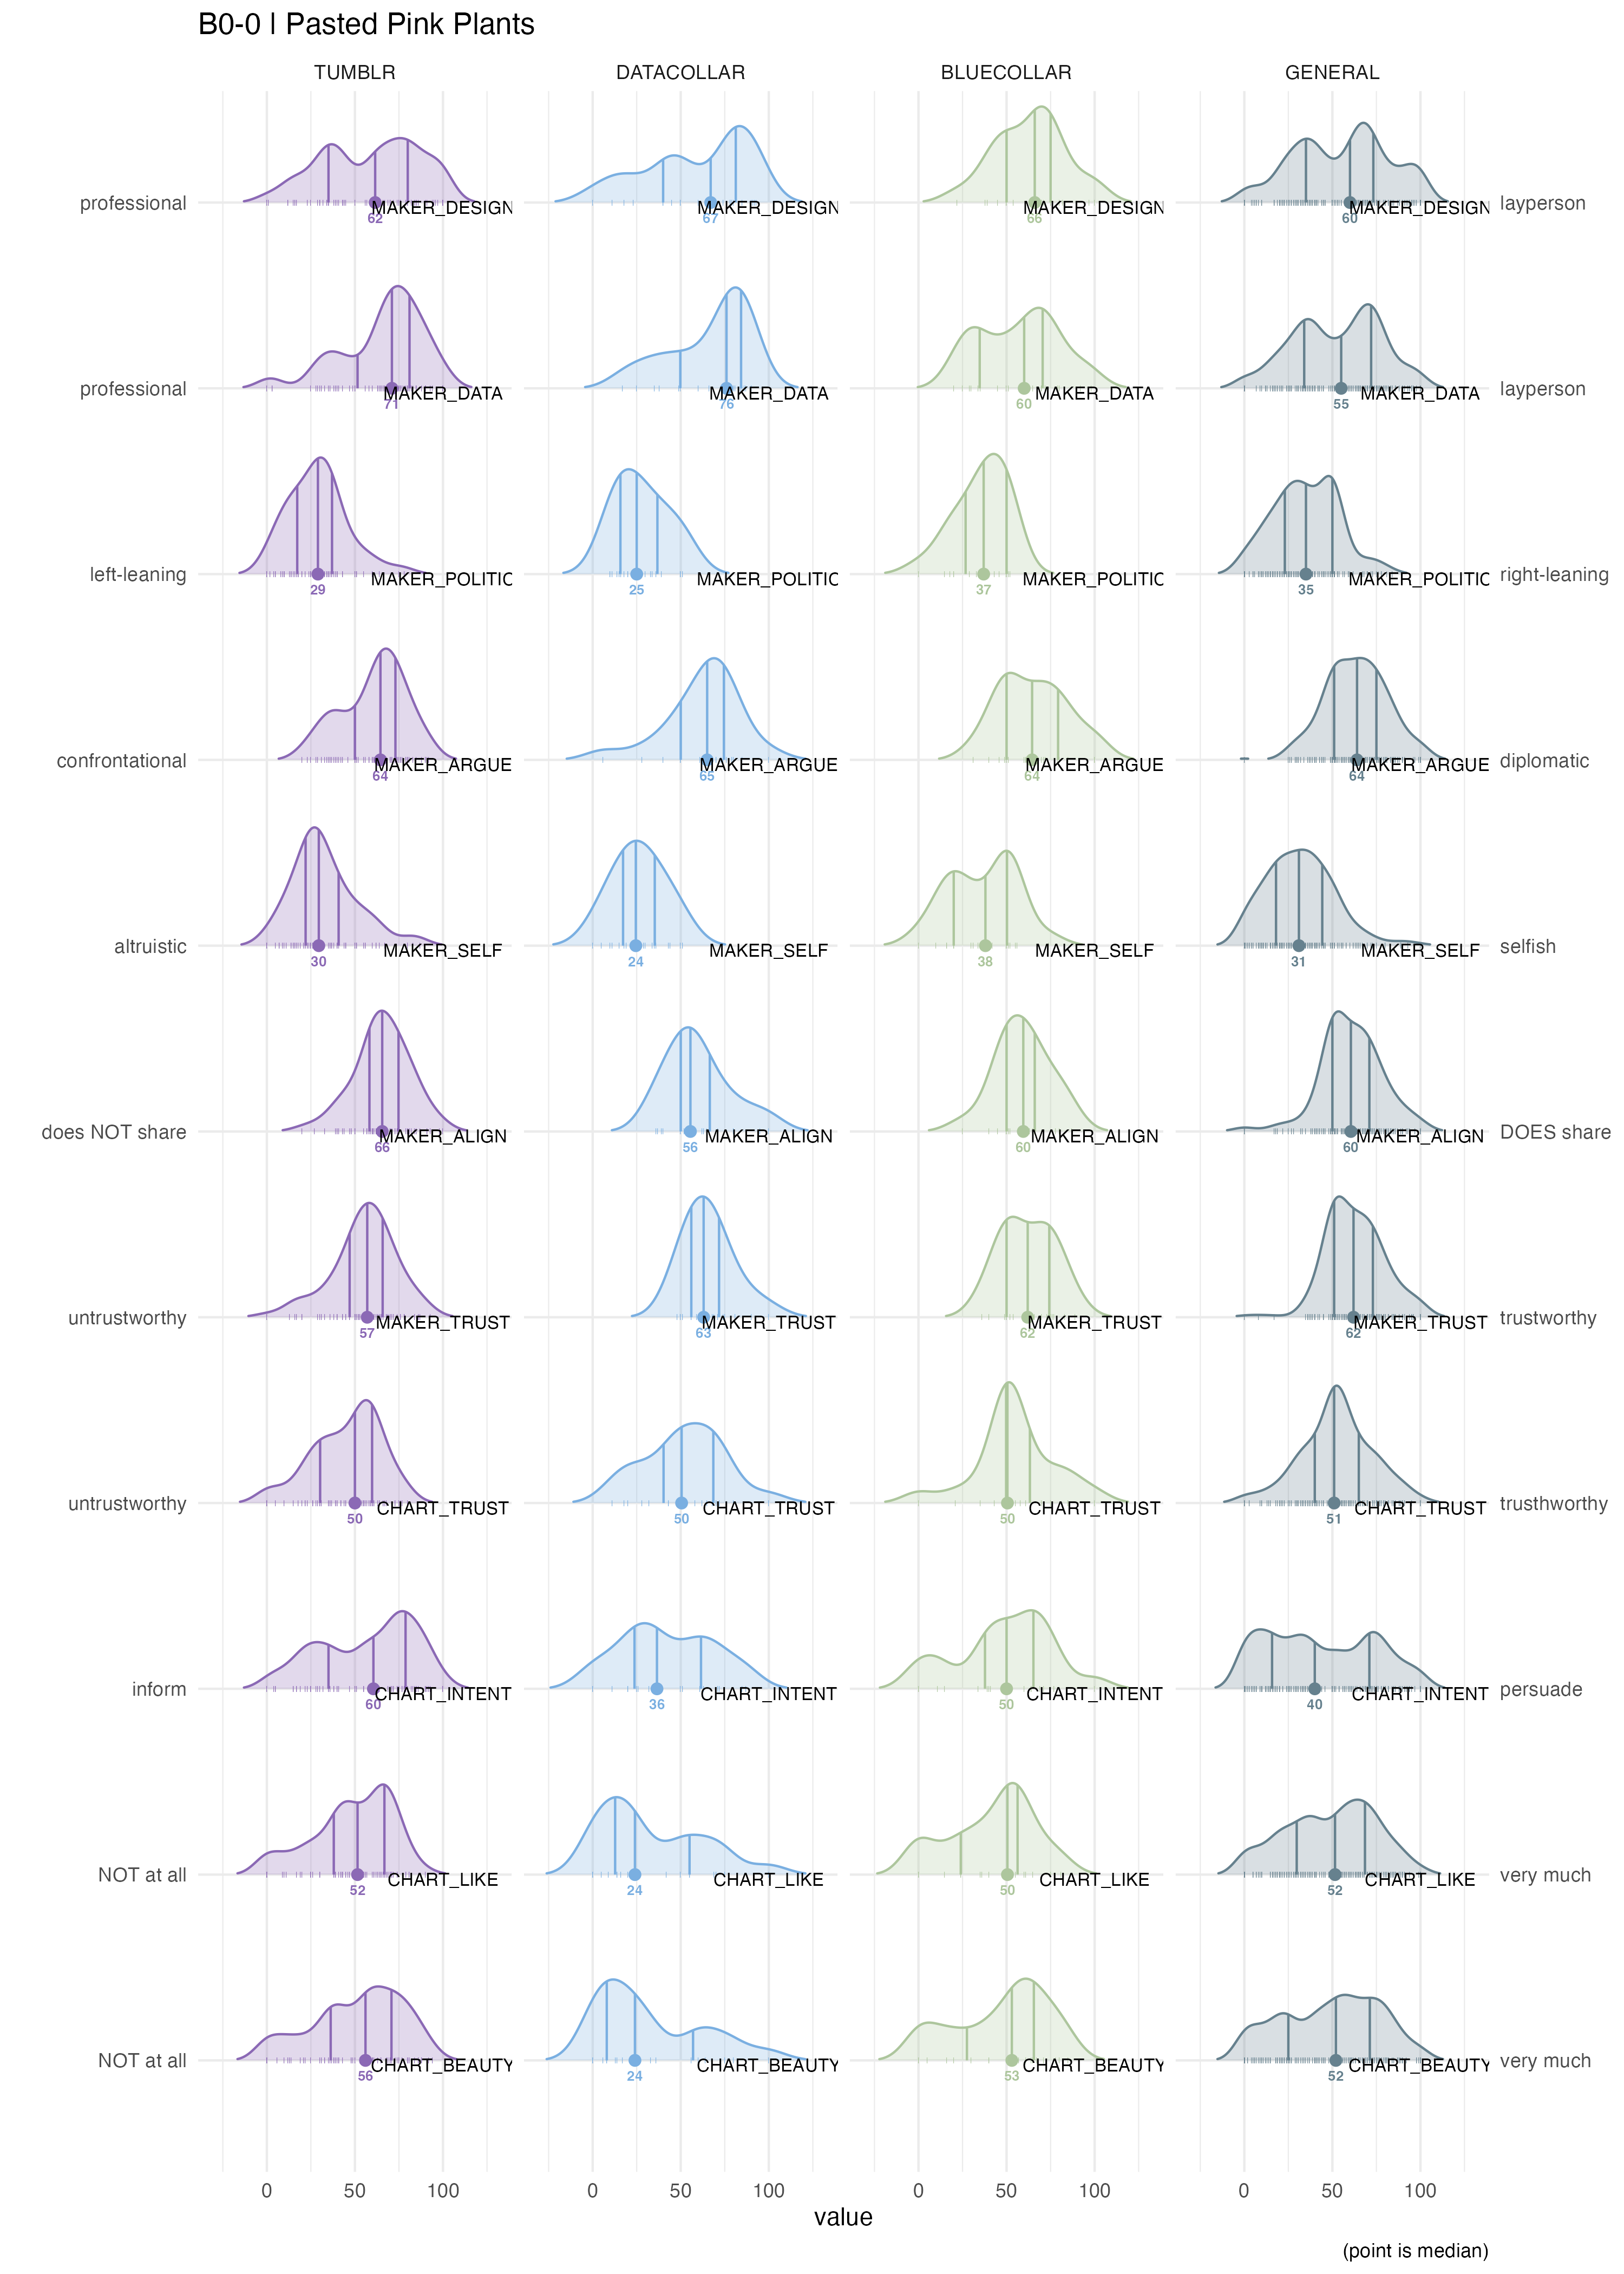 B0-0 | Pasted Pink Plants
TUMBLR DATACOLLAR BLUECOLLAR GENERAL
professional MAKER_DESIGN MAKER_DESIGN MAKER_DESIGN MAKER_DESIGN layperson
62 67 66 60
professional MAKER_DATA MAKER_DATA MAKER_DATA MAKER_DATA layperson
71 76 60 55
left-leaning MAKER_POLITIC MAKER_POLITIC MAKER_POLITIC MAKER_POLITIC right-leaning
29 25 37 35
confrontational MAKER_ARGUE MAKER_ARGUE MAKER_ARGUE MAKER_ARGUE diplomatic
64 65 64 64
altruistic MAKER_SELF MAKER_SELF MAKER_SELF MAKER_SELF selfish
30 24 38 31
does NOT share MAKER_ALIGN MAKER_ALIGN MAKER_ALIGN MAKER_ALIGN DOES share
66 56 60 60
untrustworthy MAKER_TRUST MAKER_TRUST MAKER_TRUST MAKER_TRUST trustworthy
57 63 62 62
untrustworthy CHART_TRUST CHART_TRUST CHART_TRUST CHART_TRUST trusthworthy
50 50 50 51
inform CHART_INTENT CHART_INTENT CHART_INTENT CHART_INTENT persuade
60 36 50 40
NOT at all CHART_LIKE CHART_LIKE CHART_LIKE CHART_LIKE very much
52 24 50 52
NOT at all CHART_BEAUTY CHART_BEAUTY CHART_BEAUTY CHART_BEAUTY very much
56 24 53 52
0 50 100 0 50 100 0 50 100 0 50 100
value
(point is median)